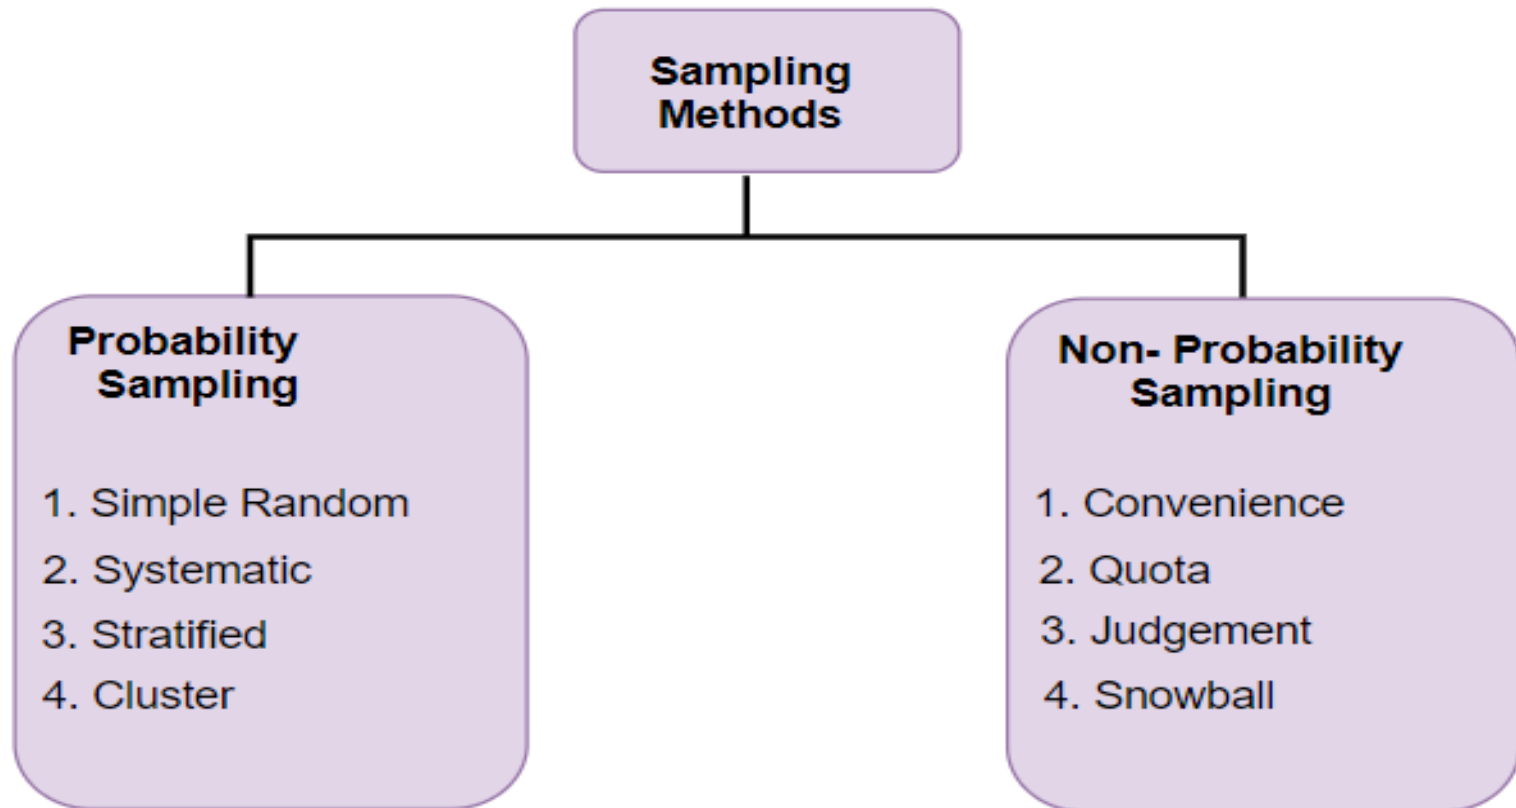 Sampling
Methods
Probability
Sampling
1. Simple Random
2. Systematic
3. Stratified
4. Cluster
Non- Probability
Sampling
1. Convenience
2. Quota
3. Judgement
4. Snowball